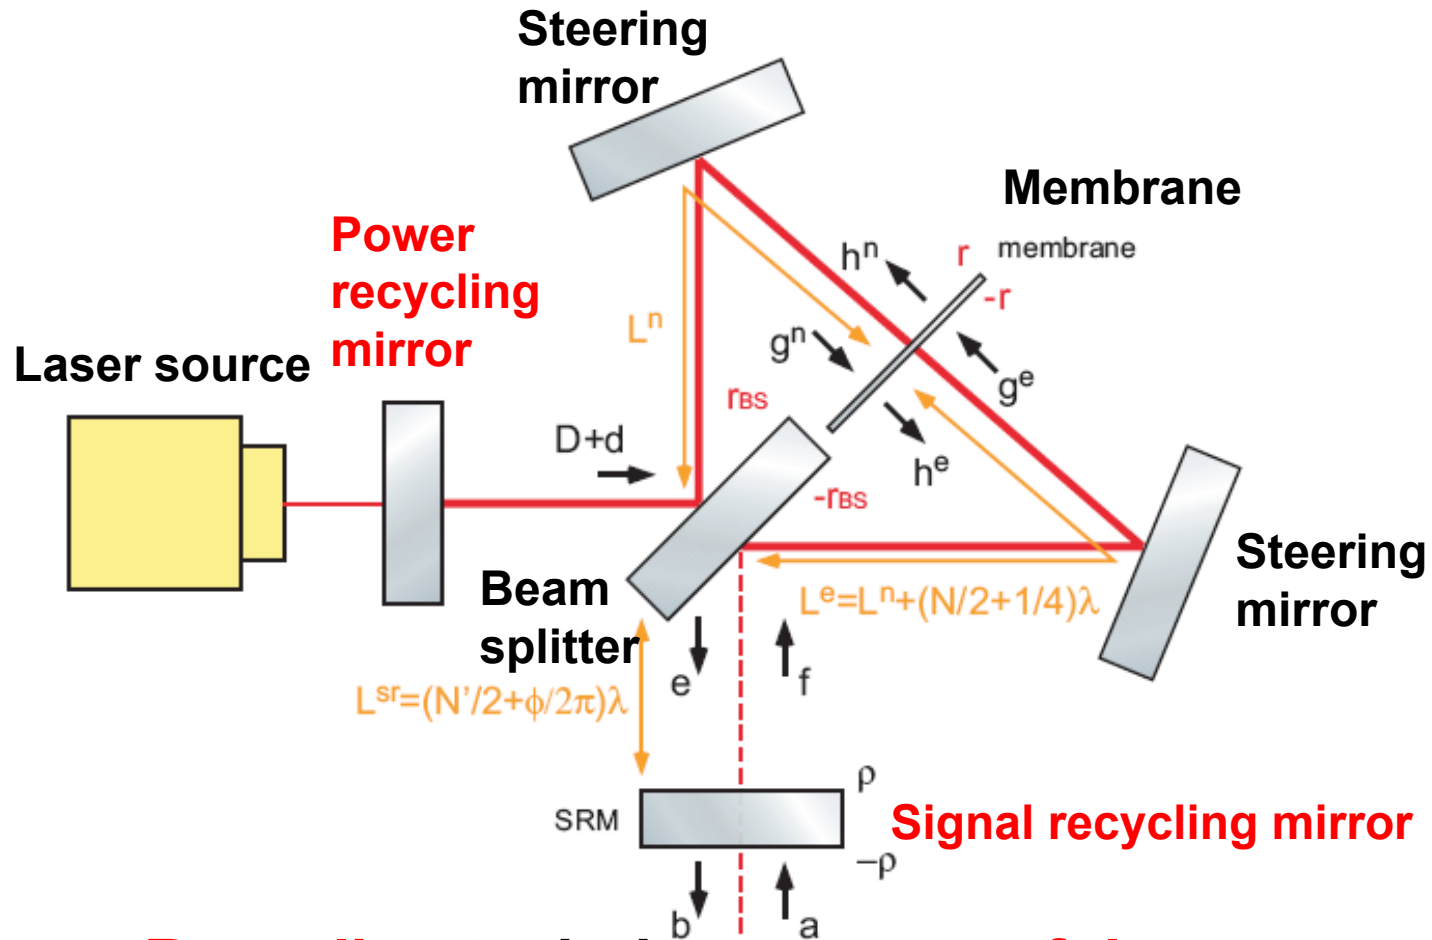 Steering
mirror
Membrane
membrane
r
-r
hⁿ
Power
recycling
mirror
Lⁿ
gⁿ
gᵉ
Laser source
rBS
D+d
hᵉ
-rBS
Steering
mirror
Beam
splitter
Lᵉ=Lⁿ+(N/2+1/4)λ
e
f
Lˢʳ=(N'/2+ϕ/2π)λ
ρ
SRM
Signal recycling mirror
−ρ
b
a